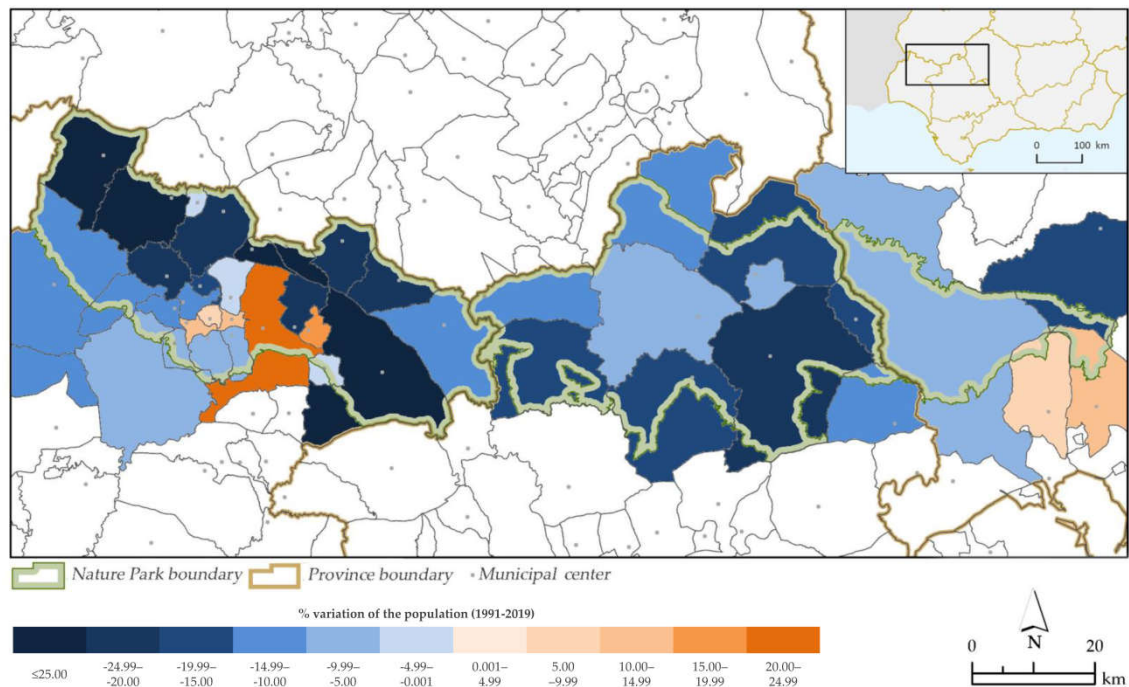 0 100 km
Nature Park boundary Province boundary Municipal center
% variation of the population (1991-2019)
≤25.00 -24.99– -19.99– -14.99– -9.99– -4.99– 0.001– 5.00 10.00– 15.00– 20.00–
-20.00 -15.00 -10.00 -5.00 -0.001 4.99 –9.99 14.99 19.99 24.99
N
0 20
km